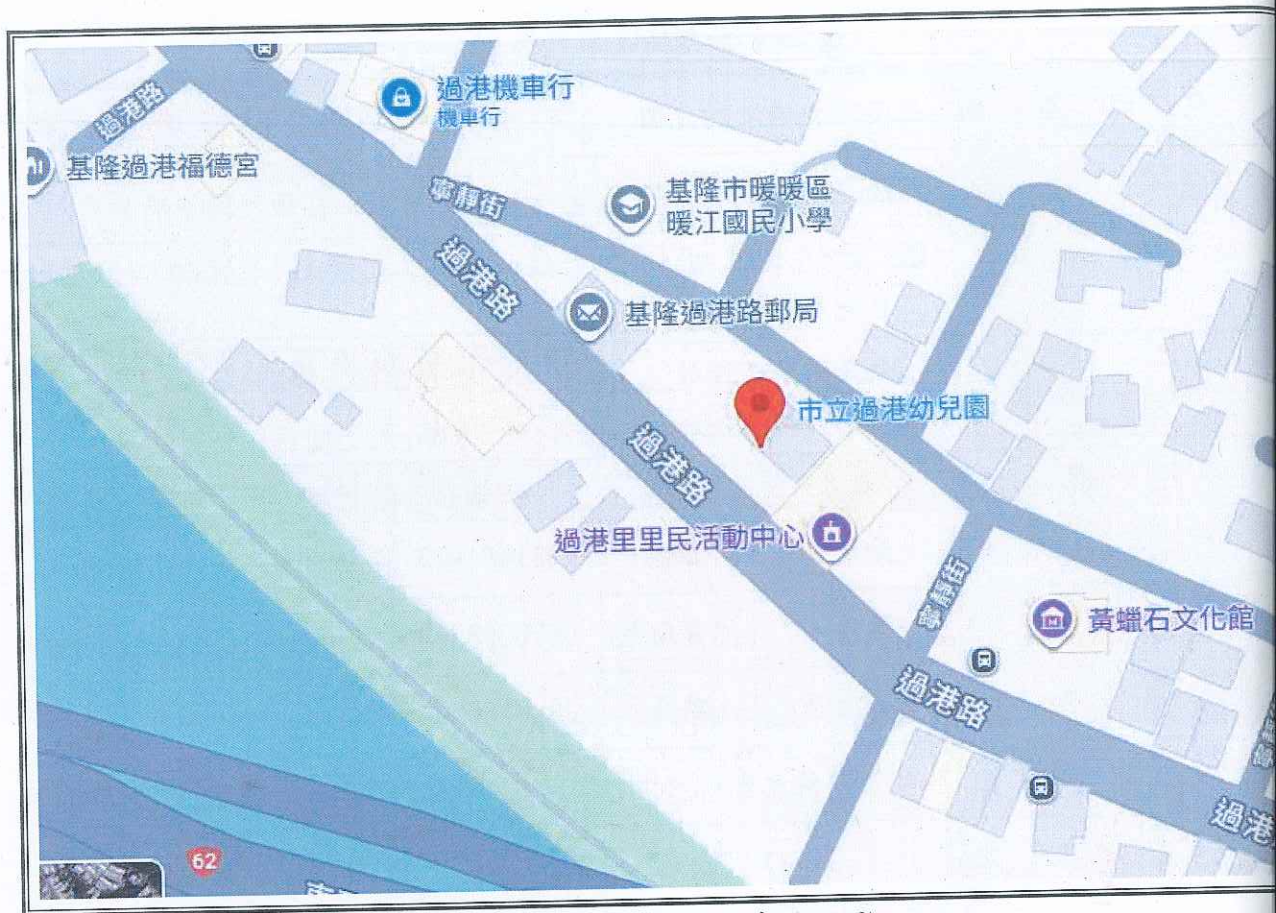 過港機車行
機車行
過港路
基隆過港福德宮
寧靜街
基隆市暖暖區
暖江國民小學
過港路
基隆過港路郵局
市立過港幼兒園
過港路
過港里里民活動中心
寧靜街
黃蠟石文化館
過港路
過港
62